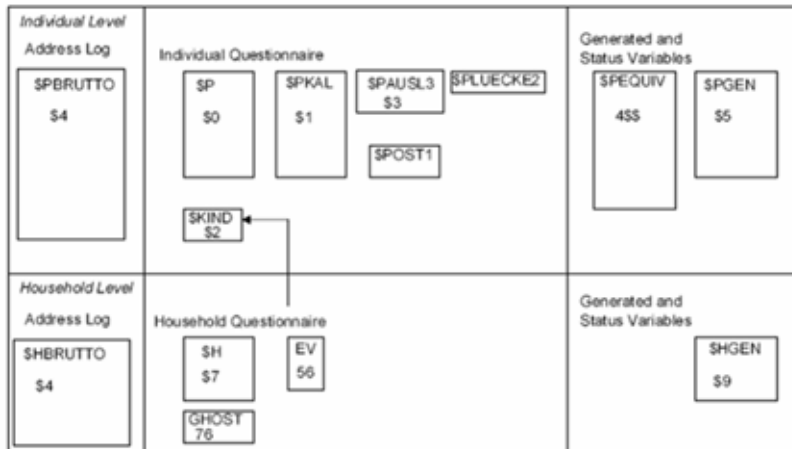 Individual Level
Address Log
$PBRUTTO
$4
Individual Questionnaire
$P
$0
$PKAL
$1
$PAUSL3
$3
$PLUECKE2
$POST1
$KIND
$2
Generated and
Status Variables
$PEQUIV
4$$
$PGEN
$5
Household Level
Address Log
$HBRUTTO
$4
Household Questionnaire
$H
$7
EV
56
GHOST
76
Generated and
Status Variables
$HGEN
$9